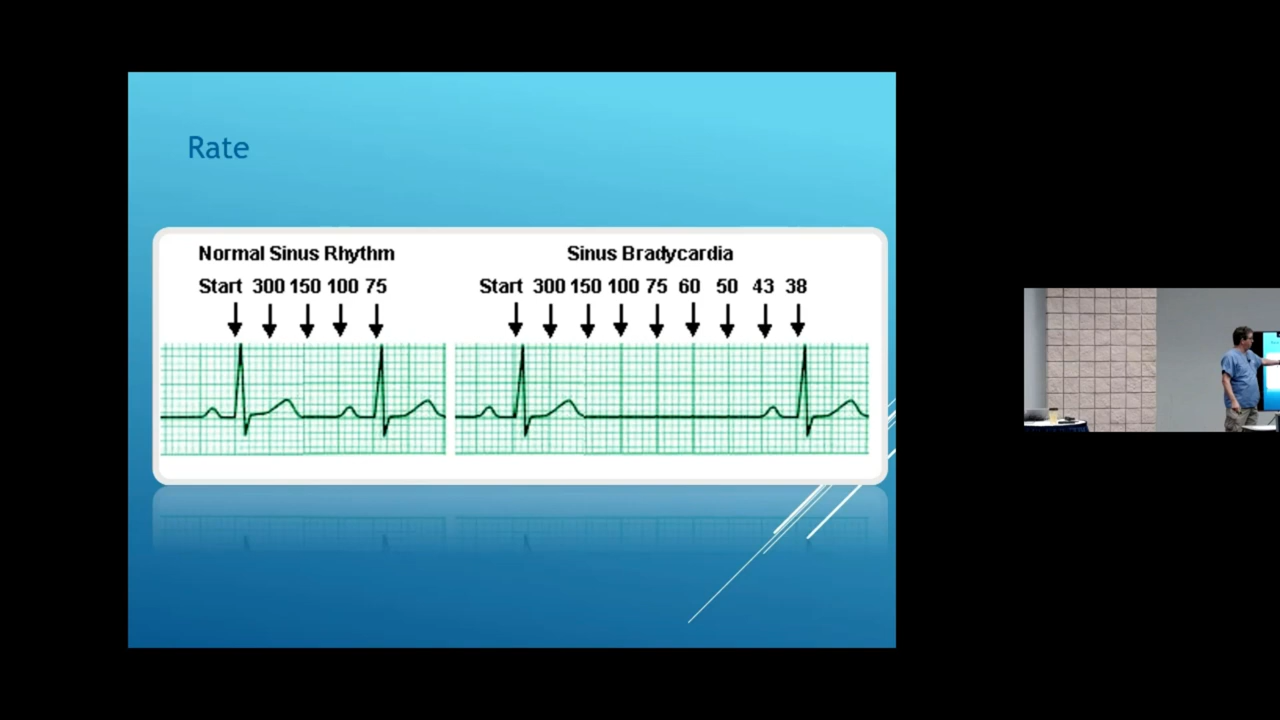 Rate
Normal Sinus Rhythm
Start 300 150 100 75
Sinus Bradycardia
Start 300 150 100 75 60 50 43 38